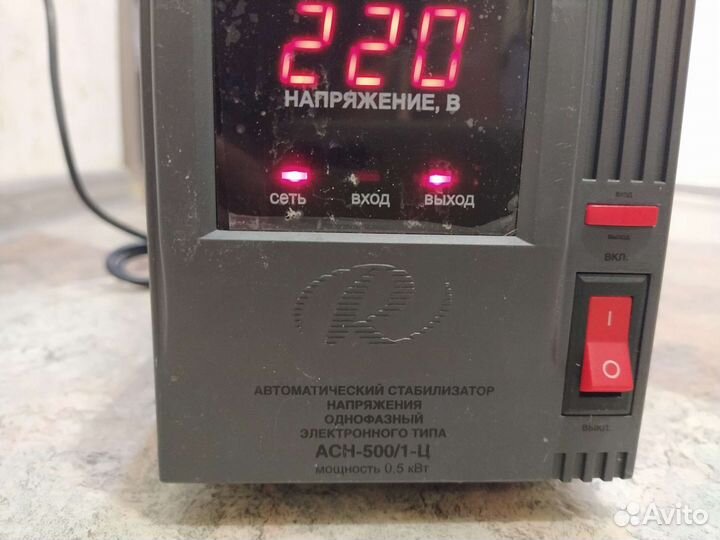 220
НАПРЯЖЕНИЕ, В
СЕТЬ ВХОД ВЫХОД
ВХОД
ВЫХОД
ВКЛ.
I
O
ВЫКЛ.
R
АВТОМАТИЧЕСКИЙ СТАБИЛИЗАТОР
НАПРЯЖЕНИЯ
ОДНОФАЗНЫЙ
ЭЛЕКТРОННОГО ТИПА
АСН-500/1-Ц
мощность 0,5 кВт
Avito